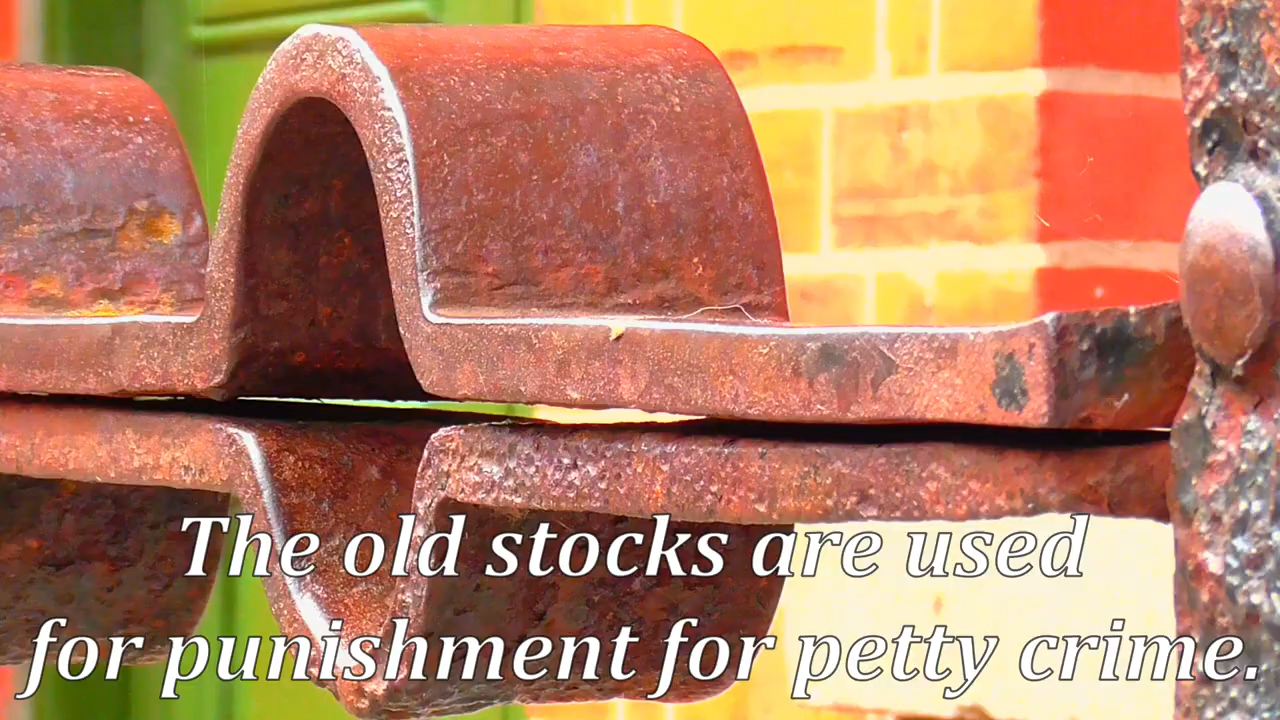 The old stocks are used
for punishment for petty crime.